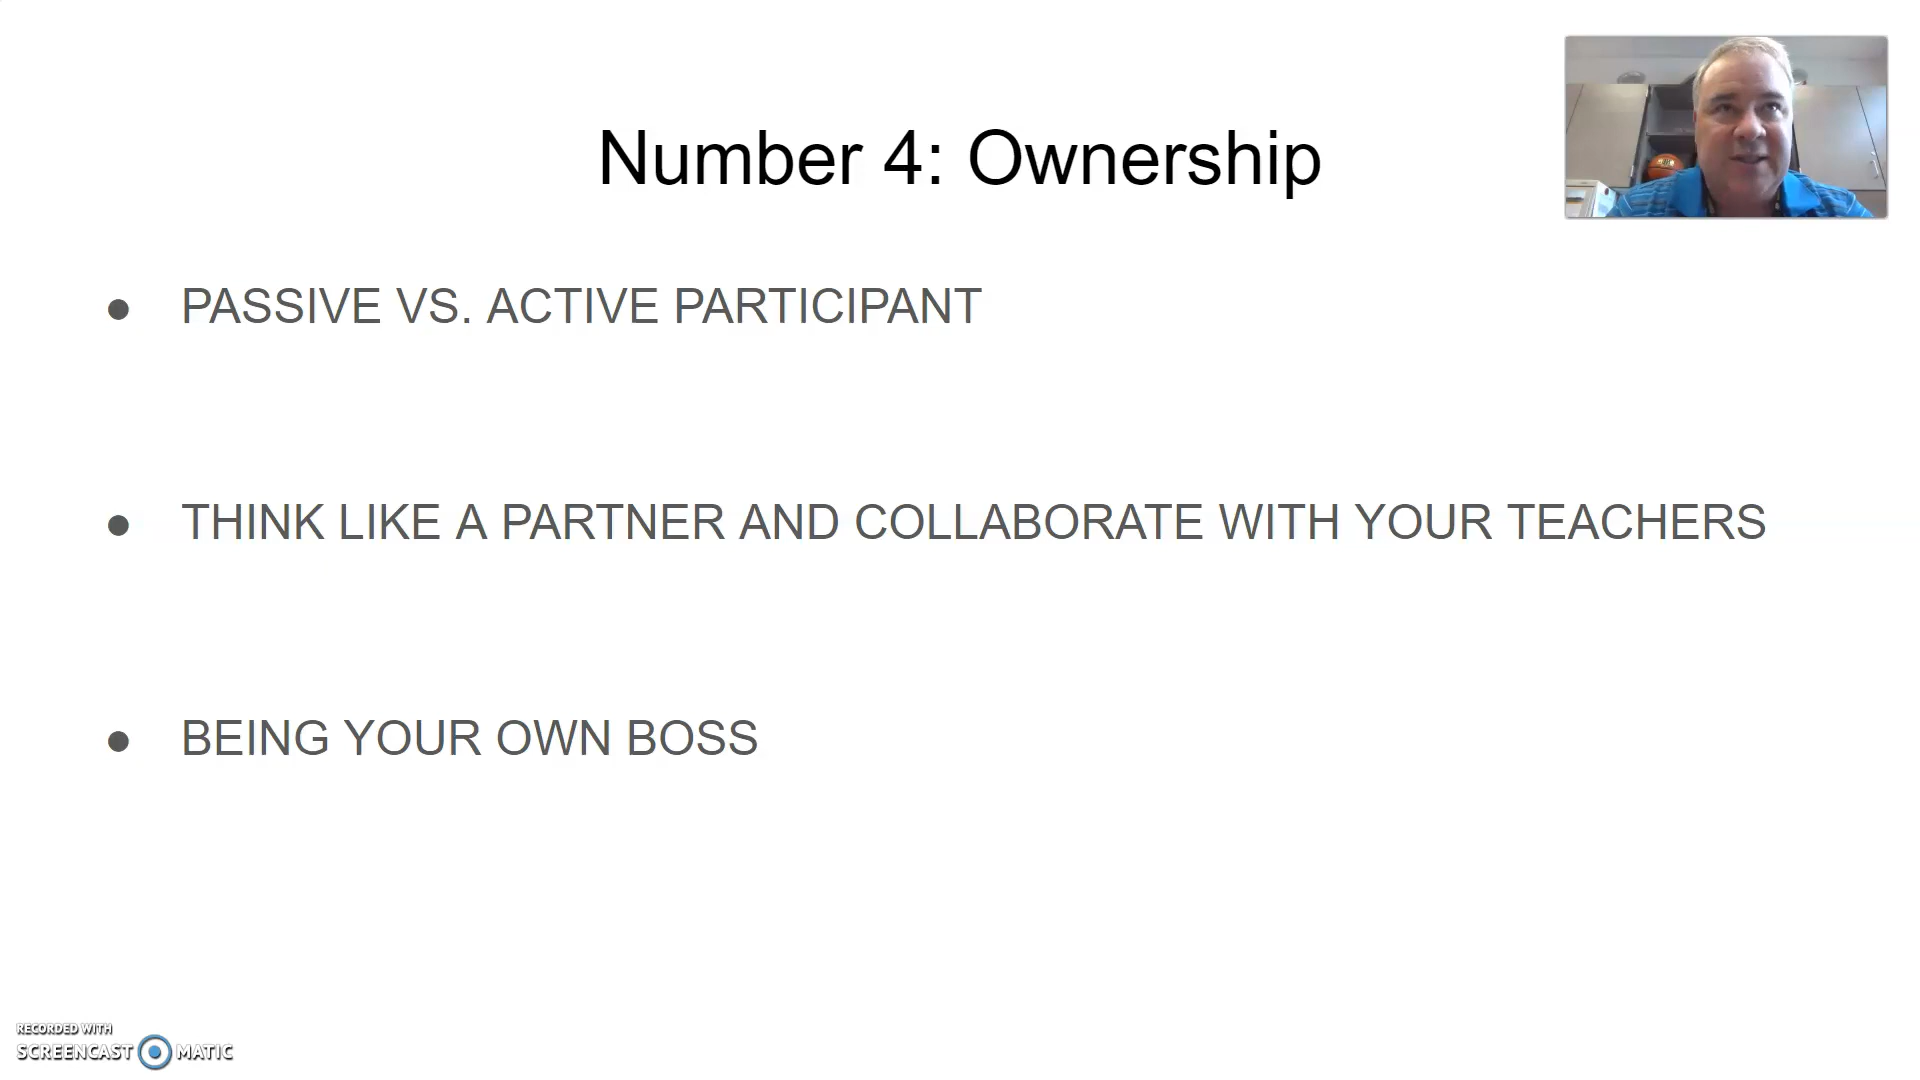 Number 4: Ownership
● PASSIVE VS. ACTIVE PARTICIPANT
● THINK LIKE A PARTNER AND COLLABORATE WITH YOUR TEACHERS
● BEING YOUR OWN BOSS
RECORDED WITH
SCREENCAST MATIC